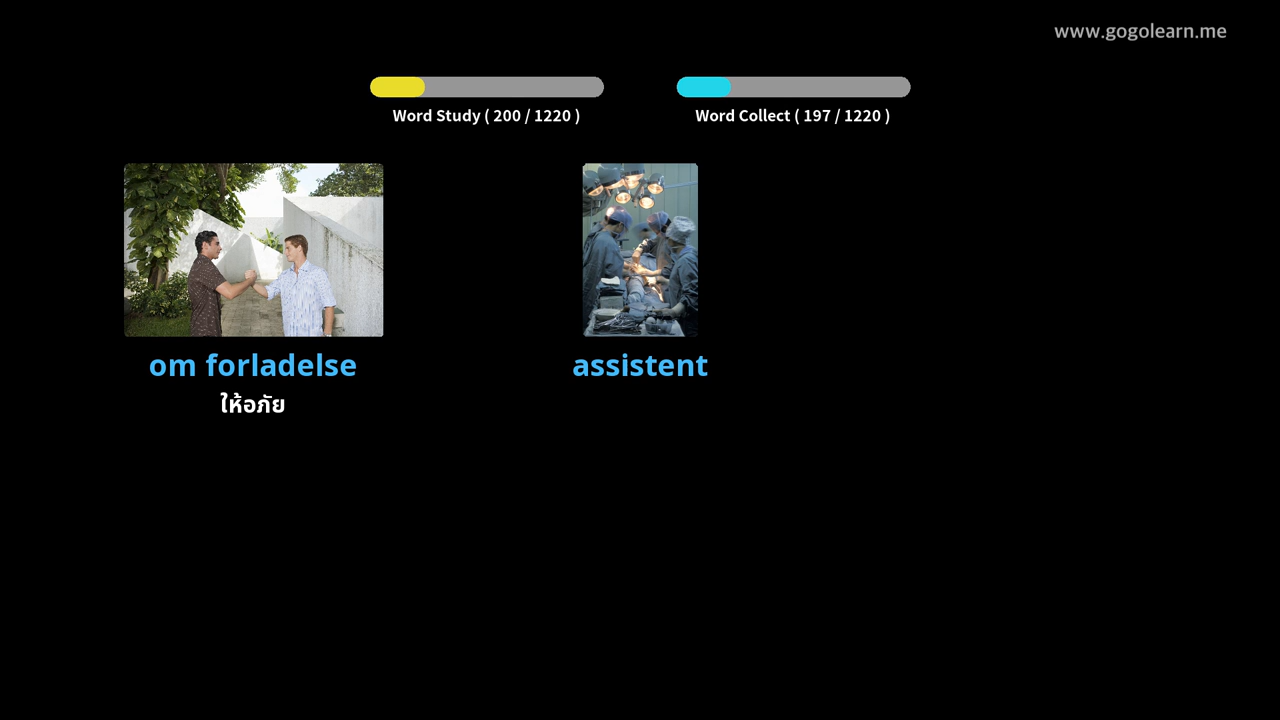 www.gogolearn.me
Word Study ( 200 / 1220 )
Word Collect ( 197 / 1220 )
om forladelse
ให้อภัย
assistent